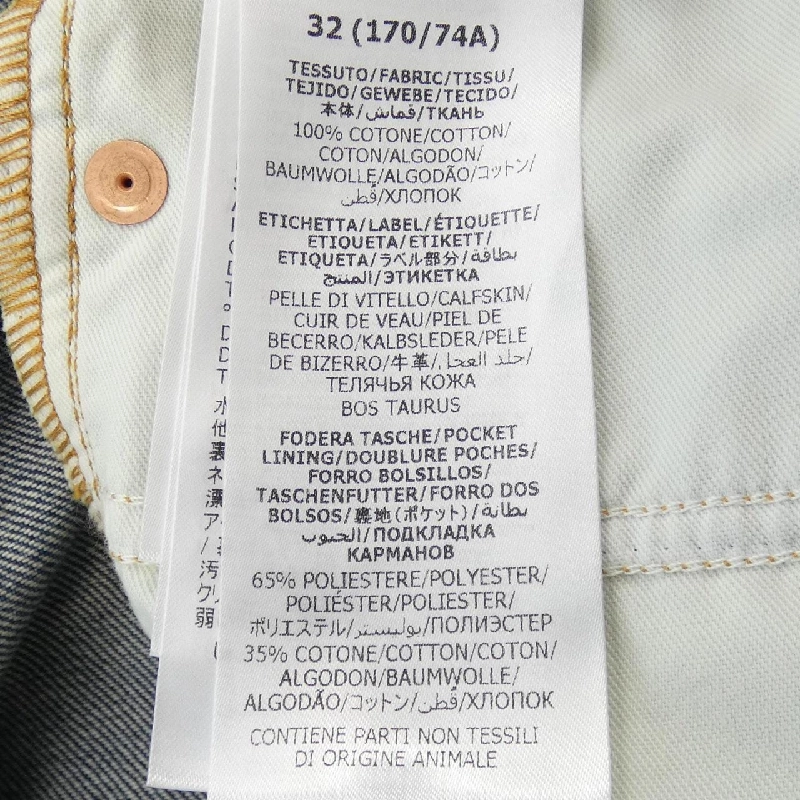 32 (170/74A)
TESSUTO/FABRIC/TISSU/
TEJIDO/GEWEBE/TECIDO/
本体/قماش/ТКАНЬ
100% COTONE/COTTON/
COTON/ALGODON/
BAUMWOLLE/ALGODÃO/コットン/
قطن/ХЛОПОК
ETICHETTA/LABEL/ÉTIQUETTE/
ETIQUETA/ETIKETT/
ETIQUETA/ラベル部分/بطاقة
المنتج/ЭТИКЕТКА
PELLE DI VITELLO/CALFSKIN/
CUIR DE VEAU/PIEL DE
BECERRO/KALBSLEDER/PELE
DE BIZERRO/牛革/جلد العجل/
ТЕЛЯЧЬЯ КОЖА
BOS TAURUS
FODERA TASCHE/POCKET
LINING/DOUBLURE POCHES/
FORRO BOLSILLOS/
TASCHENFUTTER/FORRO DOS
BOLSOS/裏地(ポケット)/بطانة
الجيوب/ПОДКЛАДКА
КАРМАНОВ
65% POLIESTERE/POLYESTER/
POLIÉSTER/POLIESTER/
ポリエステル/بوليستر/ПОЛИЭСТЕР
35% COTONE/COTTON/COTON/
ALGODON/BAUMWOLLE/
ALGODÃO/コットン/قطن/ХЛОПОК
CONTIENE PARTI NON TESSILI
DI ORIGINE ANIMALE